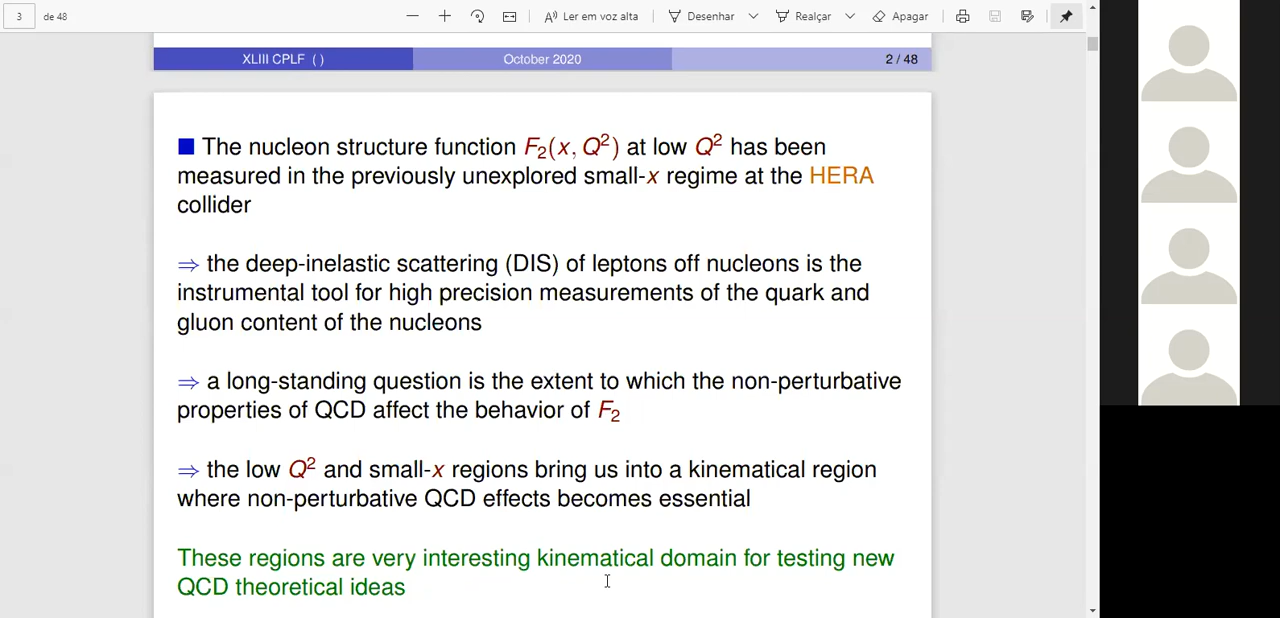 3 de 48 Ler em voz alta Desenhar Realçar Apagar
XLIII CPLF ( ) October 2020 2 / 48
The nucleon structure function F₂(x, Q²) at low Q² has been
measured in the previously unexplored small-x regime at the HERA
collider
⇒ the deep-inelastic scattering (DIS) of leptons off nucleons is the
instrumental tool for high precision measurements of the quark and
gluon content of the nucleons
⇒ a long-standing question is the extent to which the non-perturbative
properties of QCD affect the behavior of F₂
⇒ the low Q² and small-x regions bring us into a kinematical region
where non-perturbative QCD effects becomes essential
These regions are very interesting kinematical domain for testing new
QCD theoretical ideas